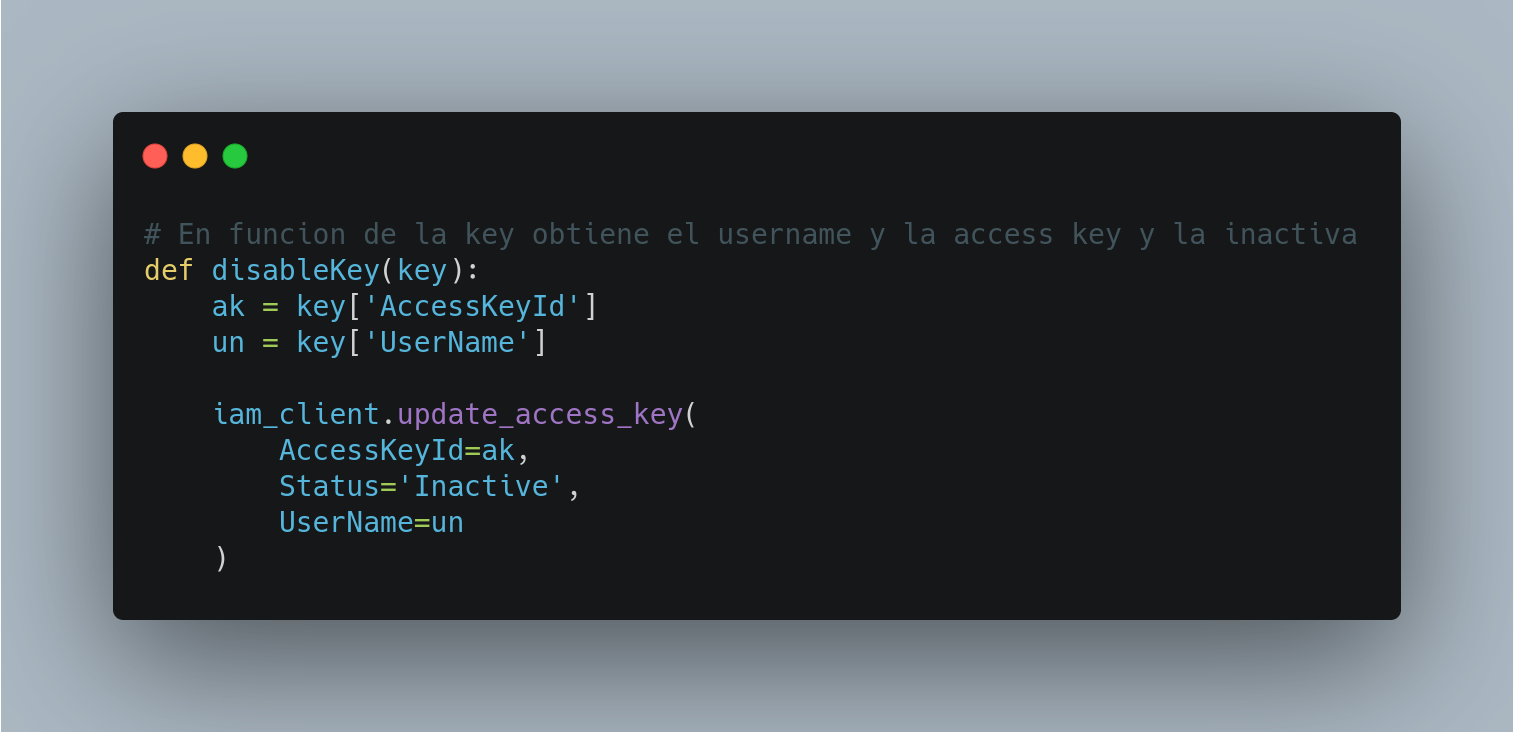 # En funcion de la key obtiene el username y la access key y la inactiva
def disableKey(key):
    ak = key['AccessKeyId']
    un = key['UserName']

    iam_client.update_access_key(
        AccessKeyId=ak,
        Status='Inactive',
        UserName=un
    )